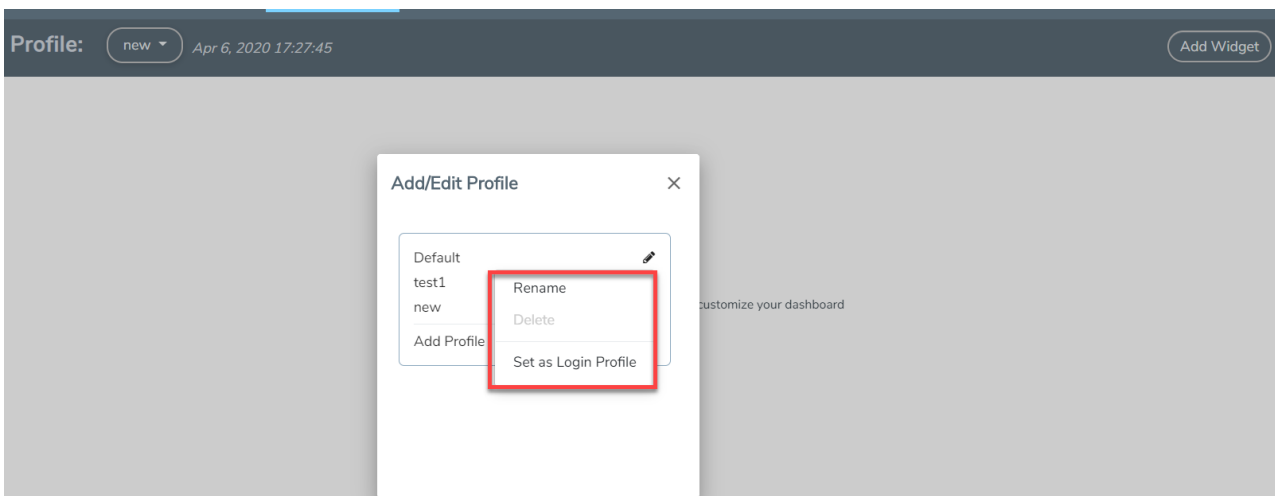 Profile: new Apr 6, 2020 17:27:45 Add Widget
Add/Edit Profile
Default
test1
new
Add Profile
Rename
Delete
Set as Login Profile
customize your dashboard